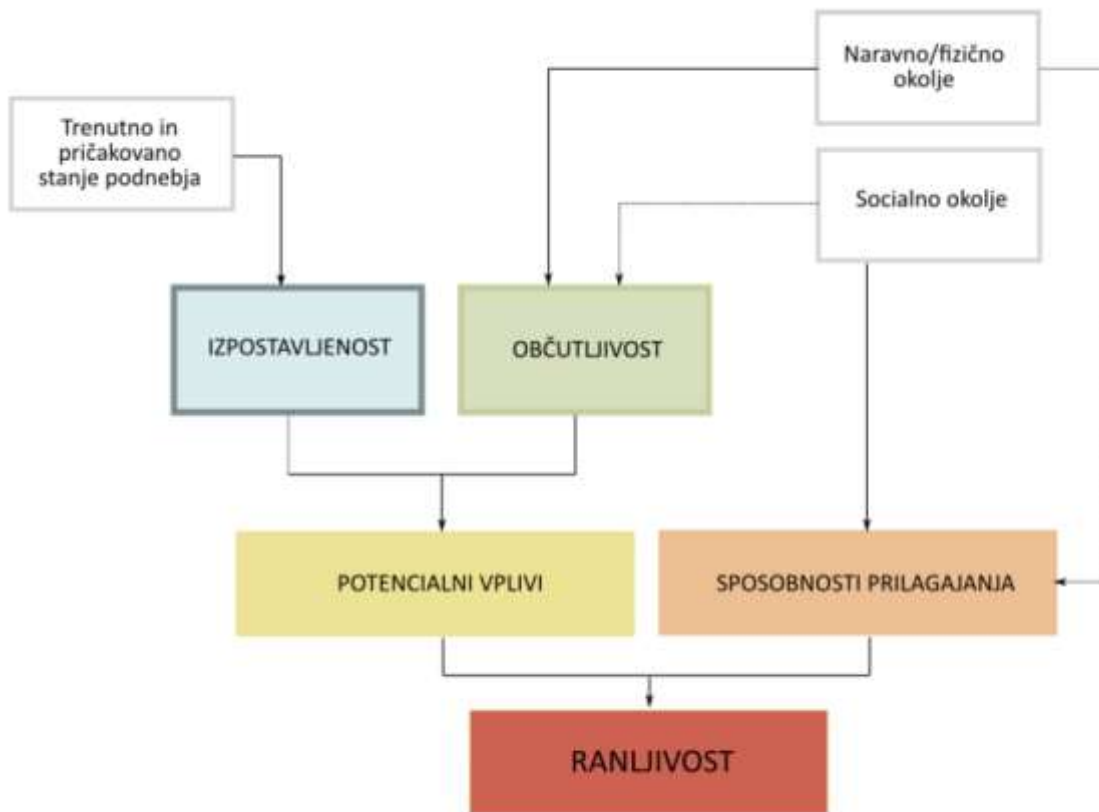 Naravno/fizično
okolje
Trenutno in
pričakovano
stanje podnebja
Socialno okolje
IZPOSTAVLJENOST
OBČUTLJIVOST
POTENCIALNI VPLIVI
SPOSOBNOSTI PRILAGAJANJA
RANLJIVOST